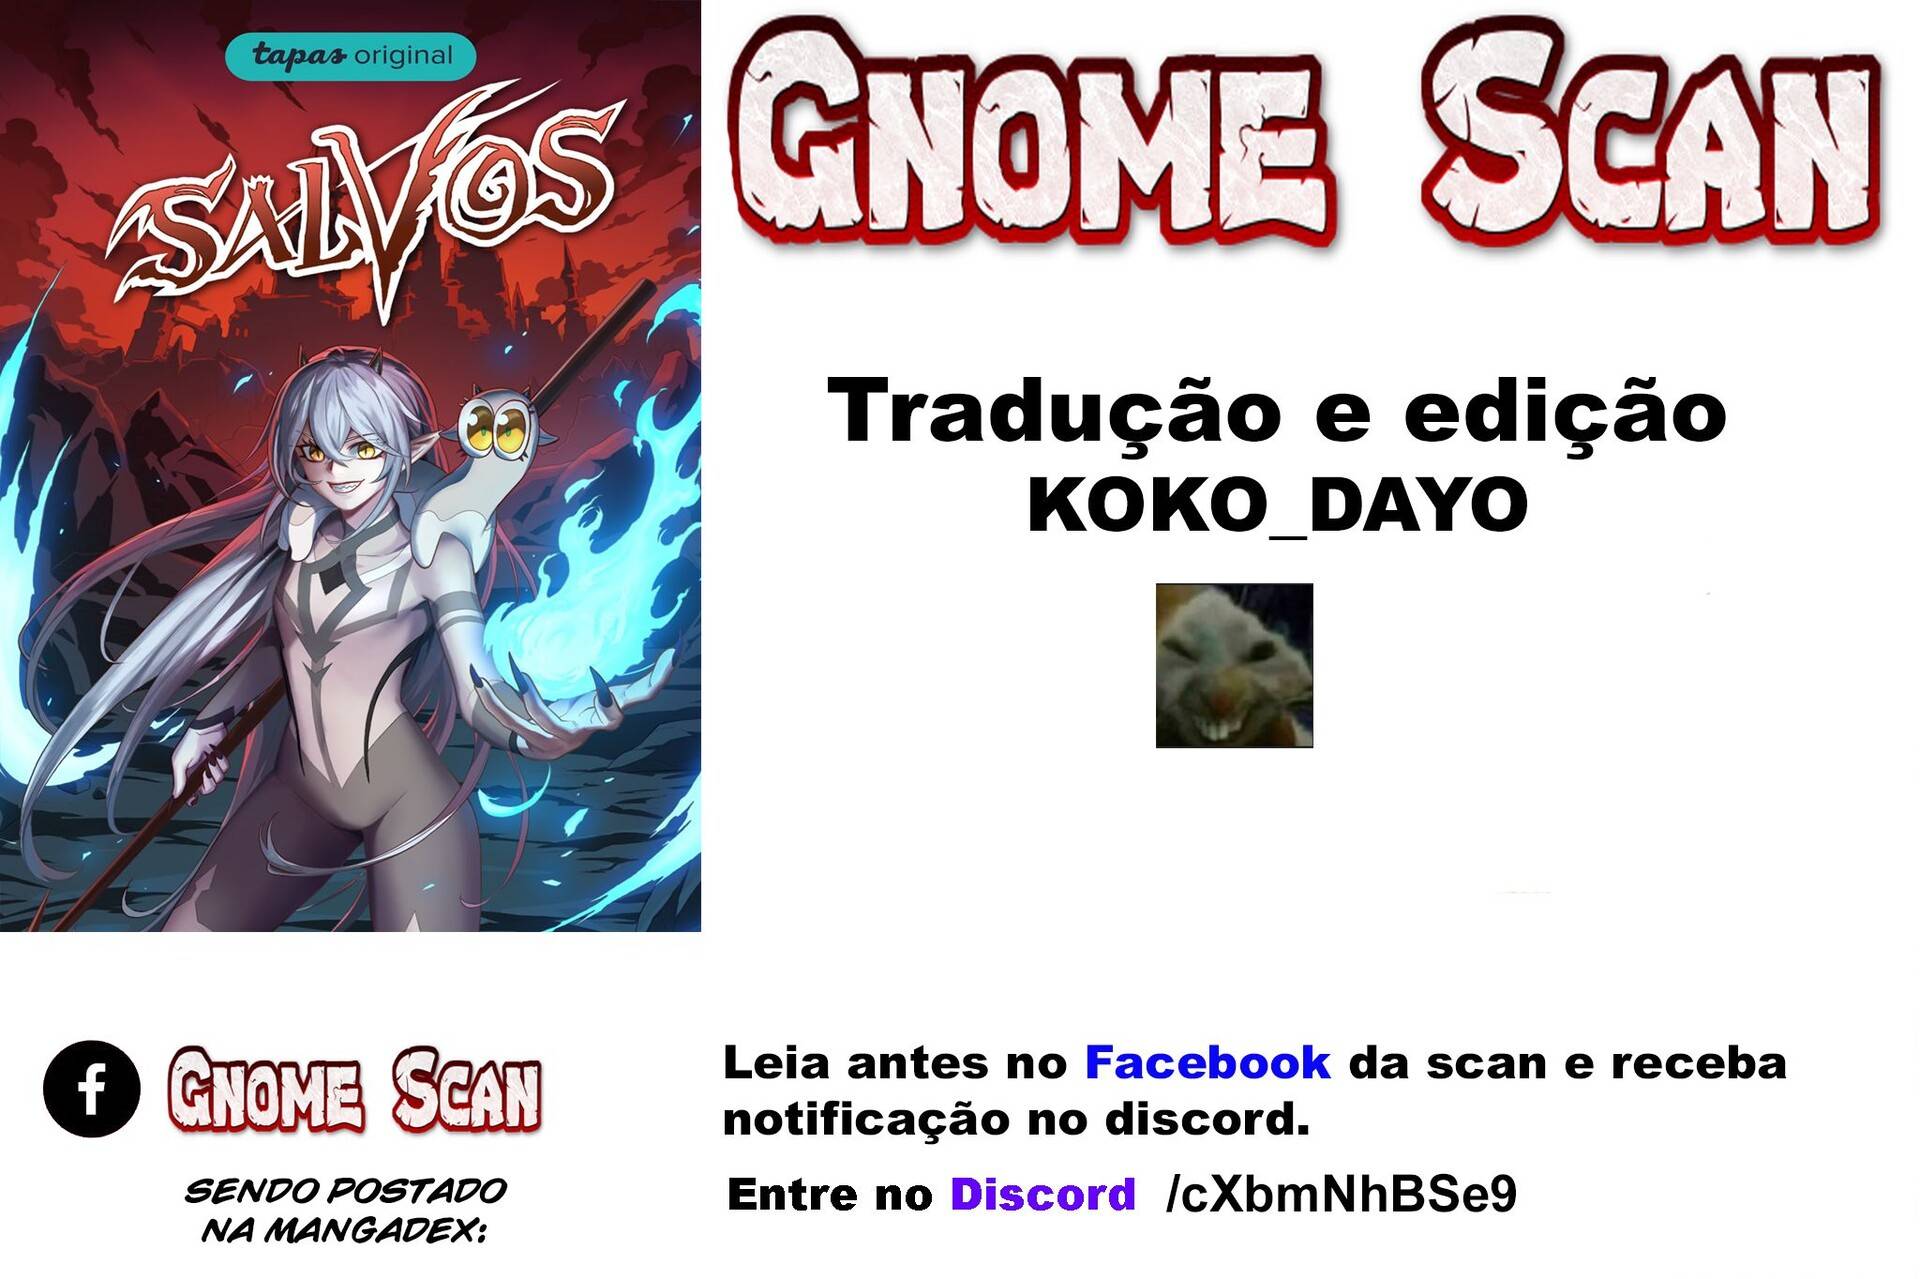 tapas original
SALVOS
GNOME SCAN
Tradução e edição
KOKO_DAYO
f GNOME SCAN
SENDO POSTADO
NA MANGADEX:
Leia antes no Facebook da scan e receba
notificação no discord.
Entre no Discord /cXbmNhBSe9